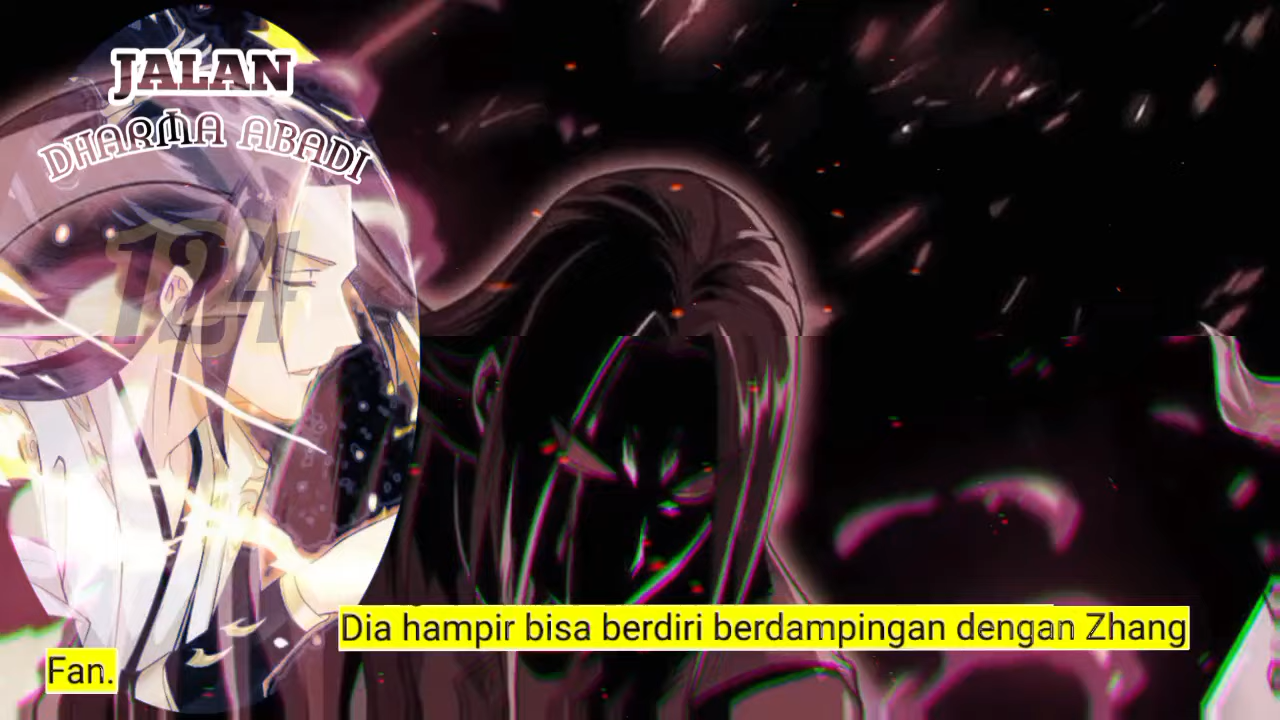 JALAN
DHARMA ABADI
124
Dia hampir bisa berdiri berdampingan dengan Zhang
Fan.